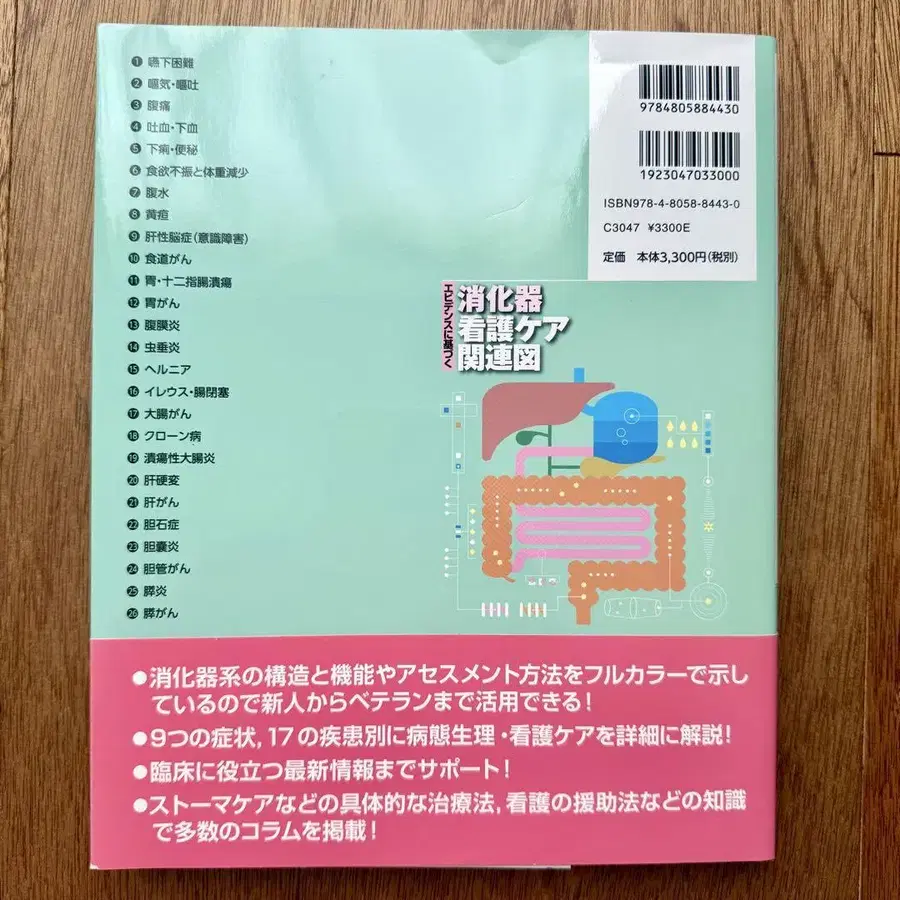 ❶ 嚥下困難
❷ 嘔気・嘔吐
❸ 腹痛
❹ 吐血・下血
❺ 下痢・便秘
❻ 食欲不振と体重減少
❼ 腹水
❽ 黄疸
❾ 肝性脳症(意識障害)
❿ 食道がん
⓫ 胃・十二指腸潰瘍
⓬ 胃がん
⓭ 腹膜炎
⓮ 虫垂炎
⓯ ヘルニア
⓰ イレウス・腸閉塞
⓱ 大腸がん
⓲ クローン病
⓳ 潰瘍性大腸炎
⓴ 肝硬変
㉑ 肝がん
㉒ 胆石症
㉓ 胆嚢炎
㉔ 胆管がん
㉕ 膵炎
㉖ 膵がん
9784805884430
1923047033000
ISBN978-4-8058-8443-0
C3047 ¥3300E
定価 本体3,300円(税別)
エビデンスに基づく
消化器
看護ケア
関連図
●消化器系の構造と機能やアセスメント方法をフルカラーで示し
ているので新人からベテランまで活用できる!
●9つの症状,17の疾患別に病態生理・看護ケアを詳細に解説!
●臨床に役立つ最新情報までサポート!
●ストーマケアなどの具体的な治療法,看護の援助法などの知識
で多数のコラムを掲載!